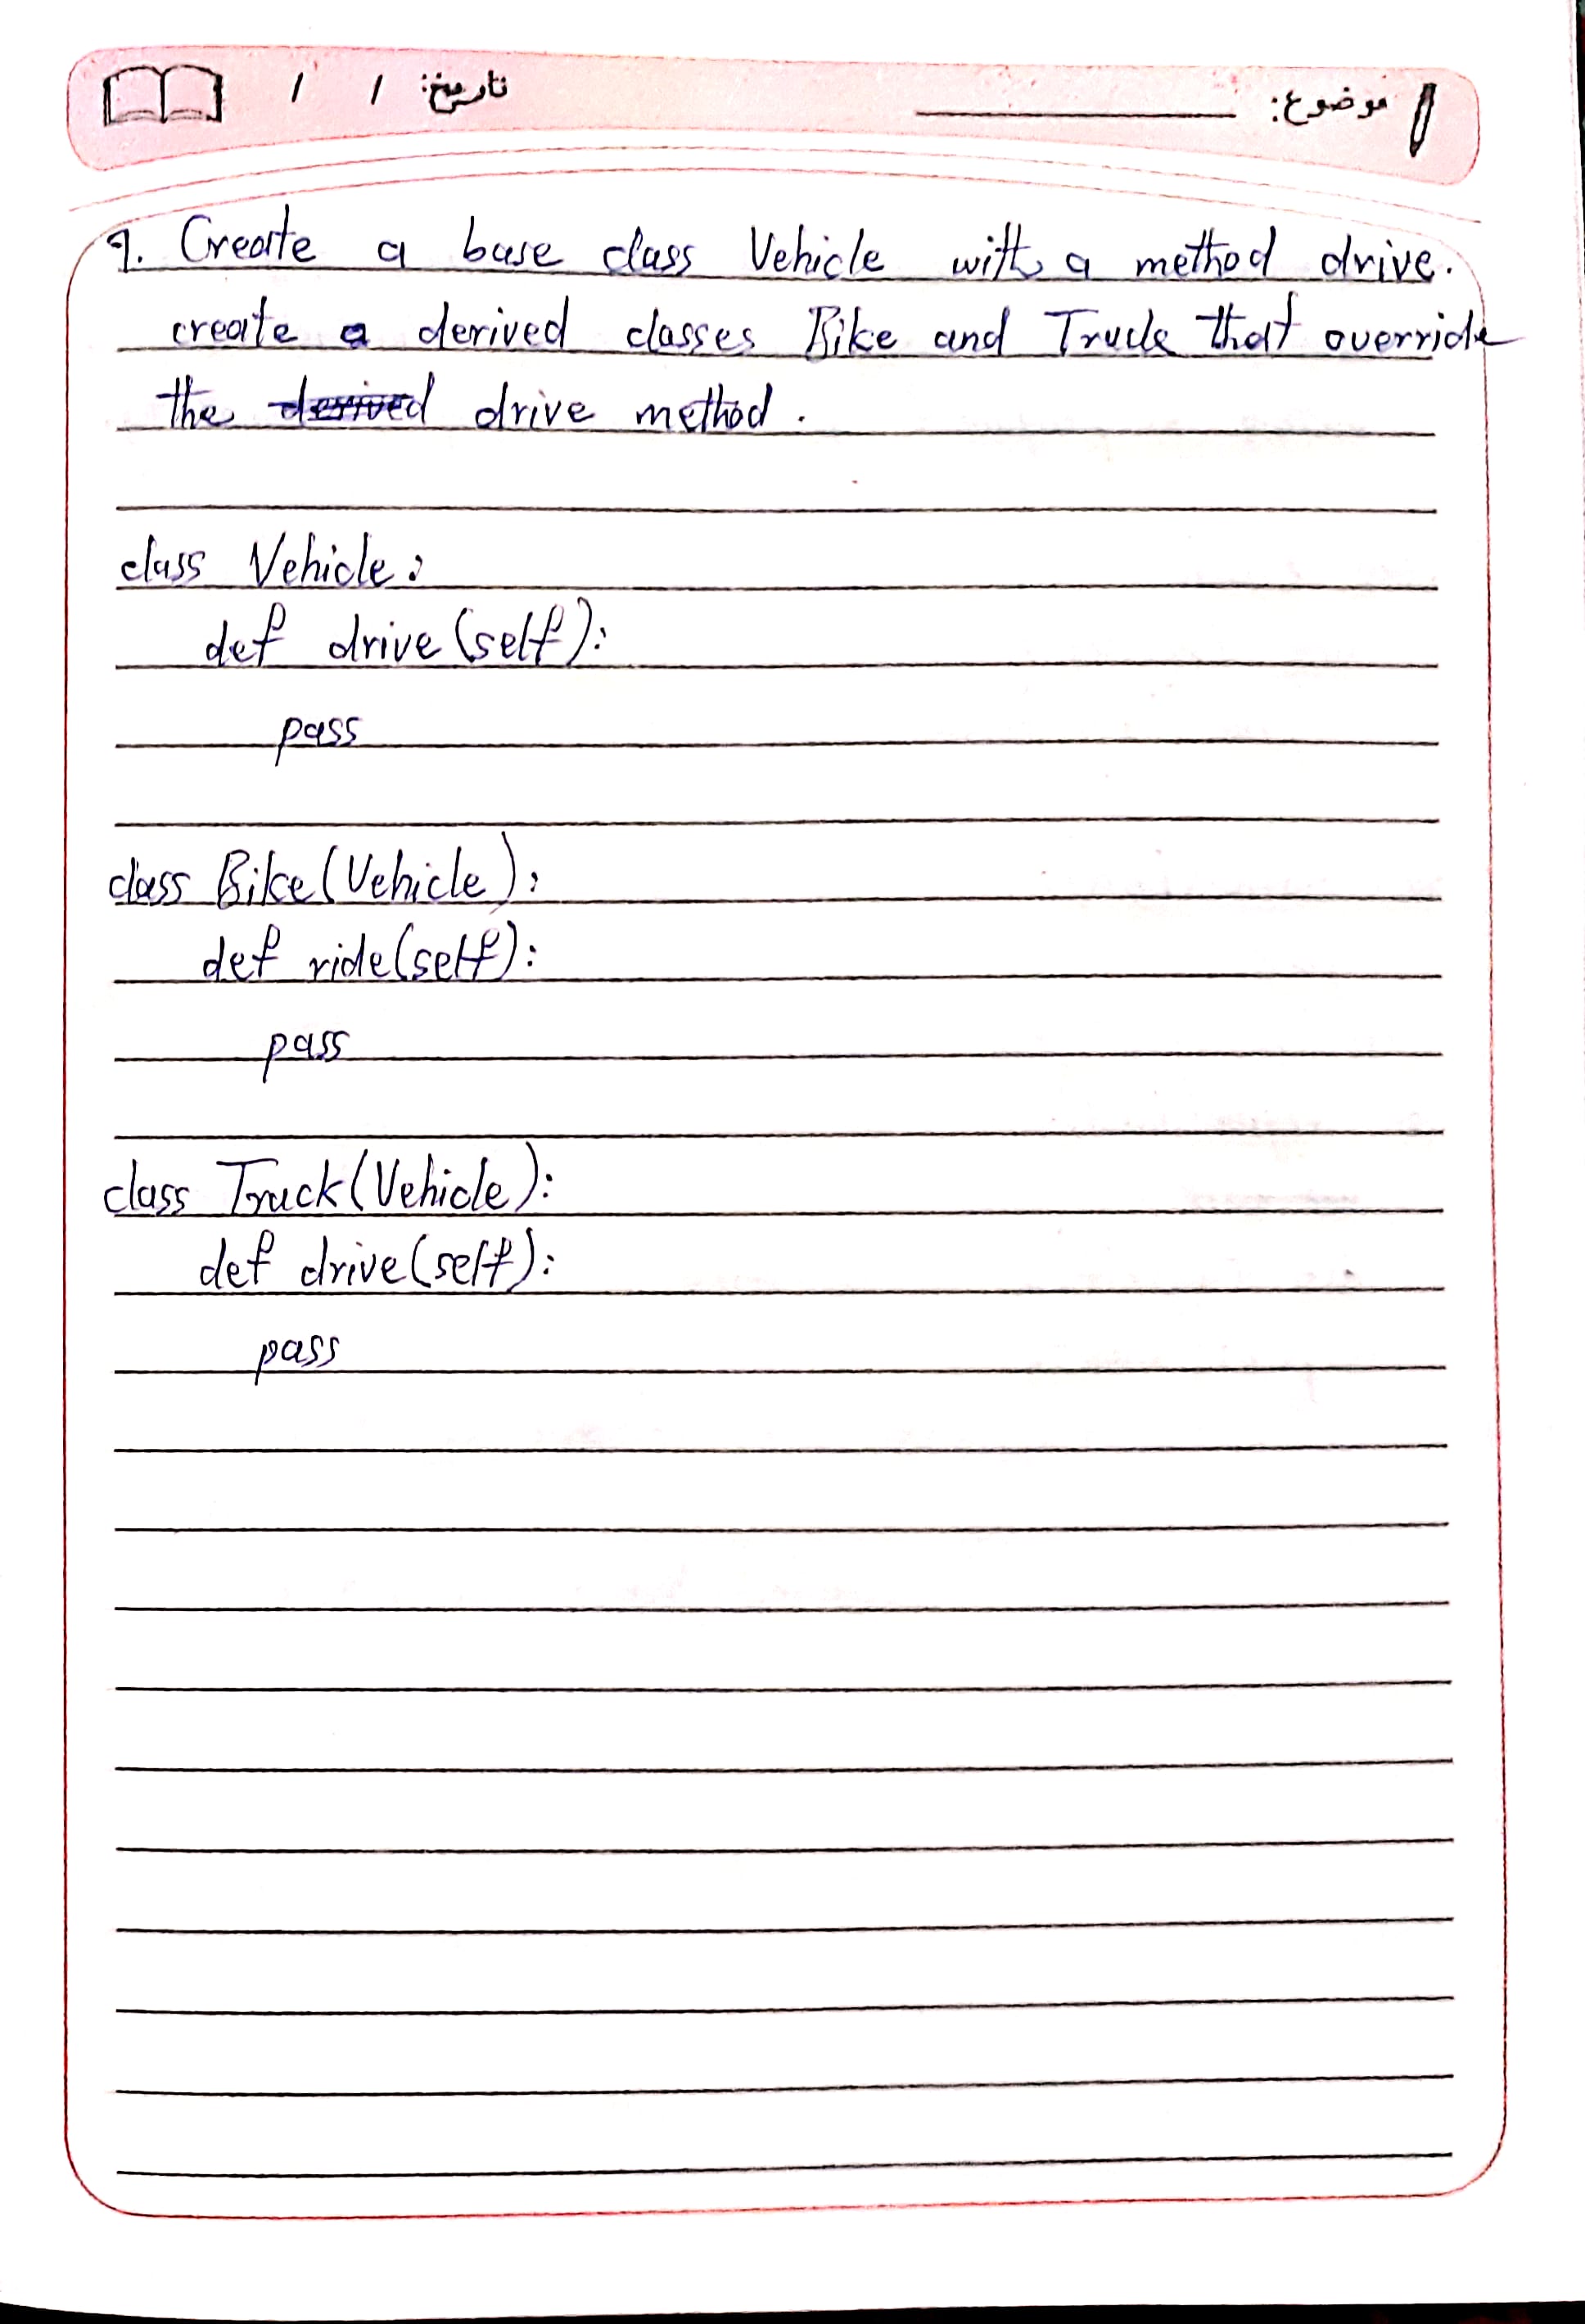 موضوع: تاریخ: / /
9. Create a base class Vehicle with a method drive.
create a derived classes Bike and Truck that override
the derived drive method.
class Vehicle:
def drive(self):
pass
class Bike(Vehicle):
def ride(self):
pass
class Truck(Vehicle):
def drive(self):
pass